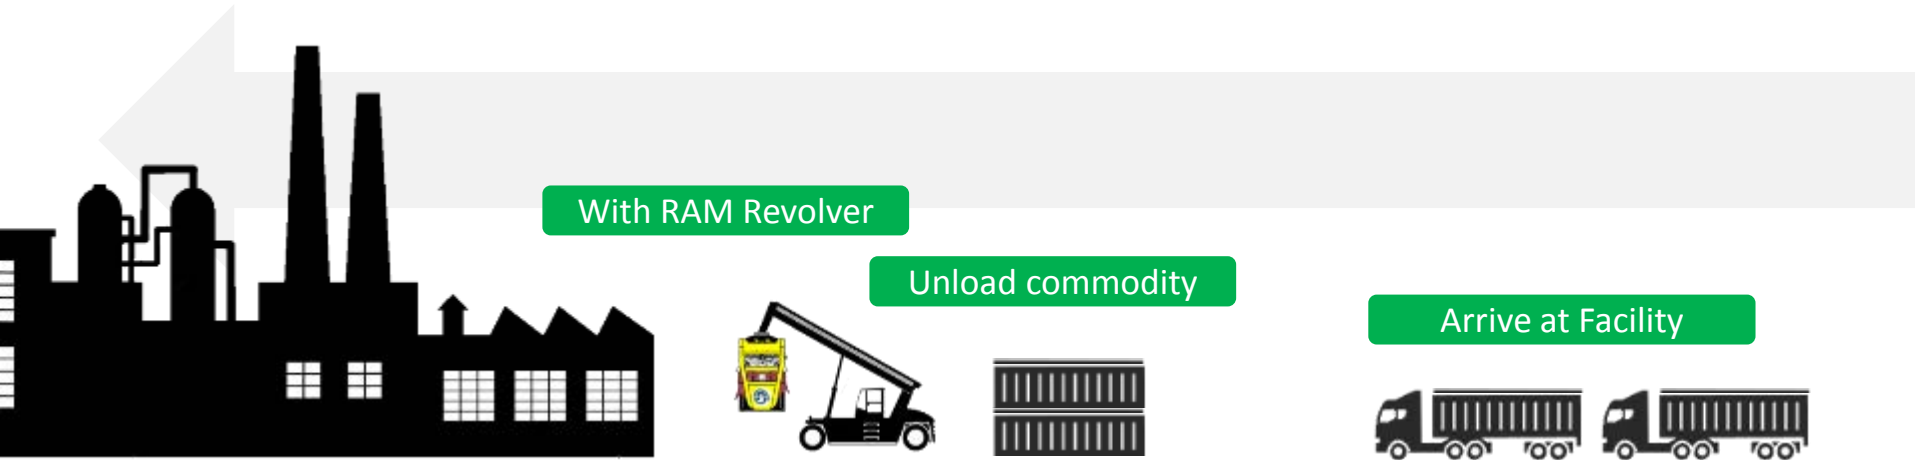 With RAM Revolver
Unload commodity
Arrive at Facility